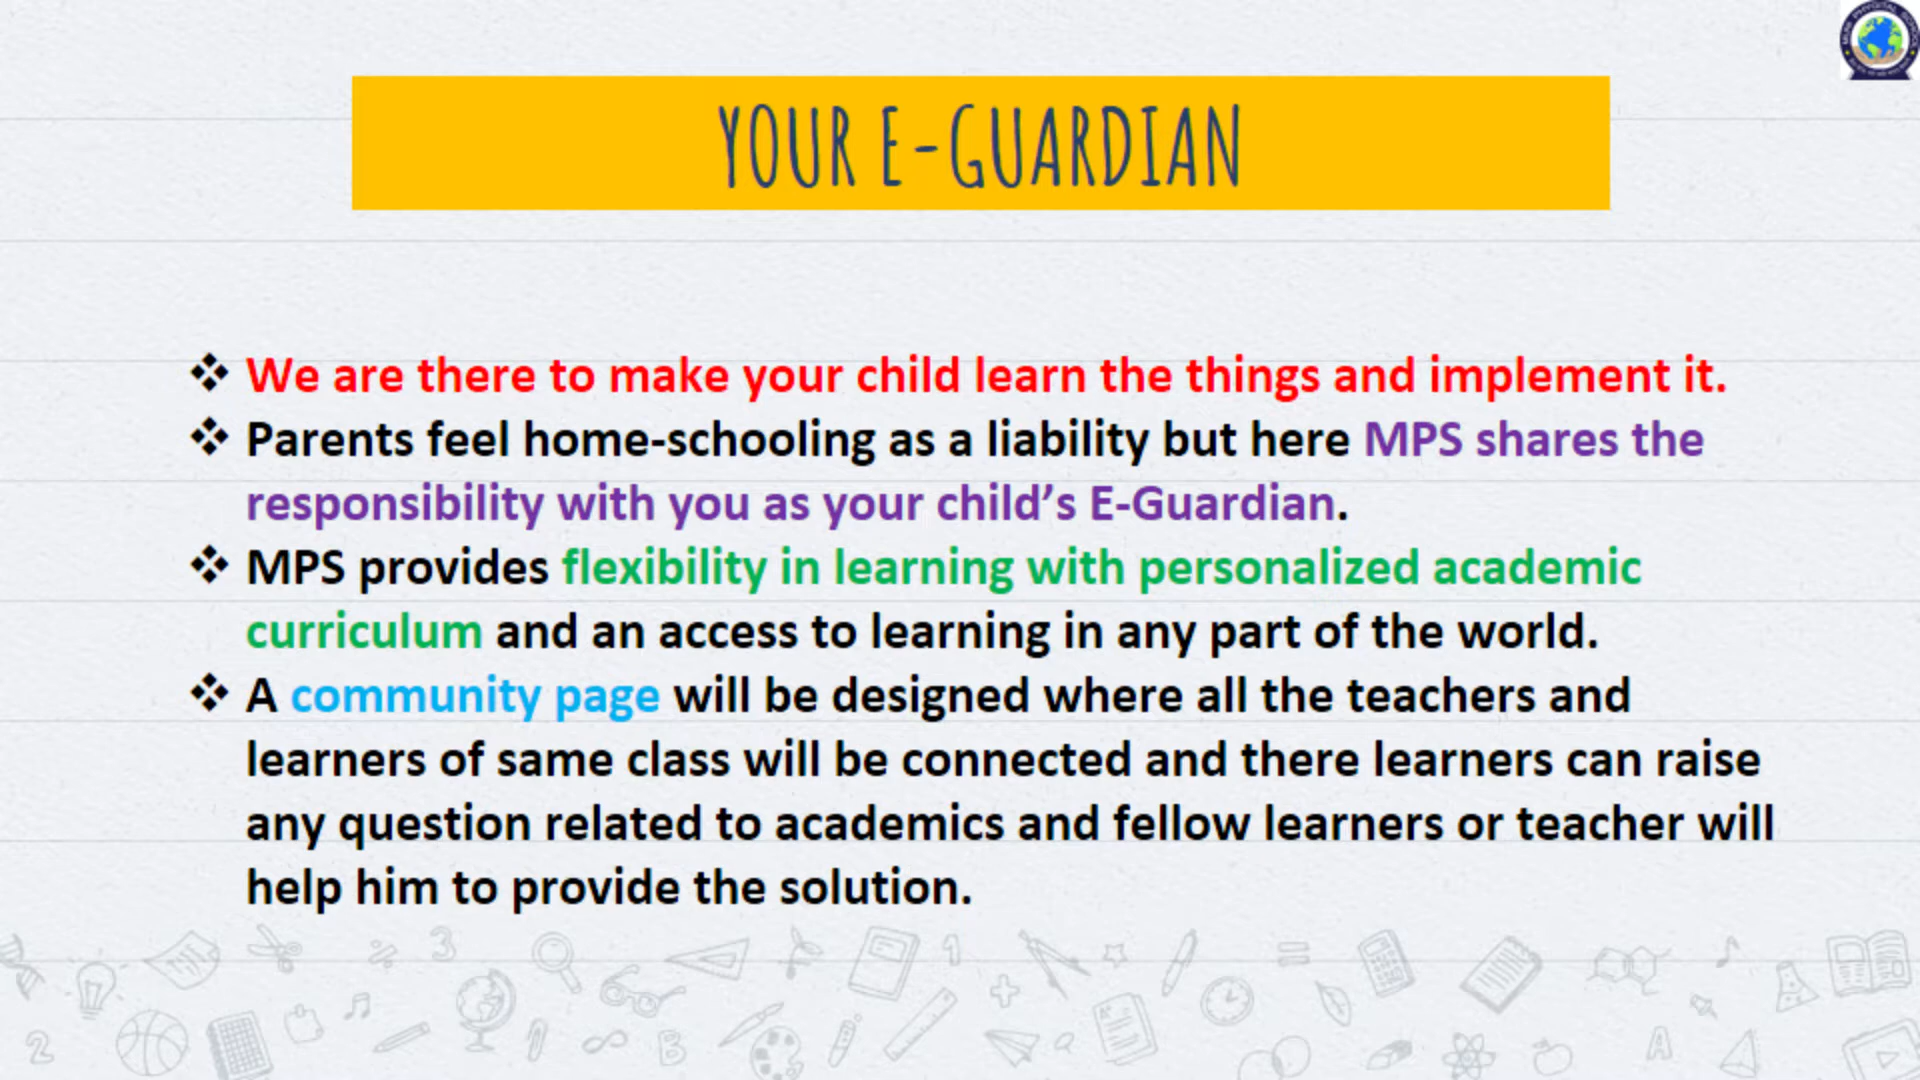 YOUR E-GUARDIAN
❖ We are there to make your child learn the things and implement it.
❖ Parents feel home-schooling as a liability but here MPS shares the
responsibility with you as your child's E-Guardian.
❖ MPS provides flexibility in learning with personalized academic
curriculum and an access to learning in any part of the world.
❖ A community page will be designed where all the teachers and
learners of same class will be connected and there learners can raise
any question related to academics and fellow learners or teacher will
help him to provide the solution.